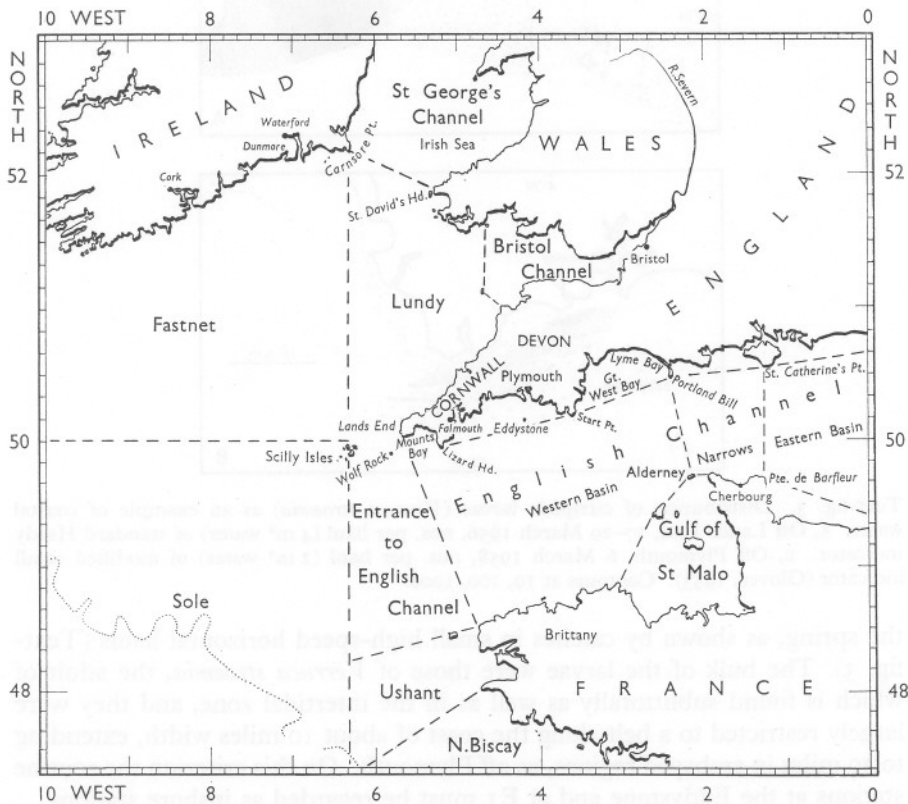 10 WEST 8 6 4 2 0
NORTH
NORTH
IRELAND
Waterford
Dunmore
Cork
Carnsore Pt.
St George's
Channel
Irish Sea
R. Severn
WALES
ENGLAND
52
52
St. David's Hd.
Bristol
Channel
Bristol
Fastnet
Lundy
DEVON
CORNWALL
Plymouth
Lyme Bay
Gt.
West Bay
Portland Bill
St. Catherine's Pt.
Start Pt.
Lands End
Falmouth
Eddystone
50
50
Scilly Isles
Wolf Rock
Mounts
Bay
Lizard Hd.
English Channel
Western Basin
Narrows
Eastern Basin
Alderney
Pte. de Barfleur
Cherbourg
Entrance
English
Channel
Gulf of
St Malo
Sole
Brittany
48
48
Ushant
FRANCE
N. Biscay
10 WEST 8 6 4 2 0